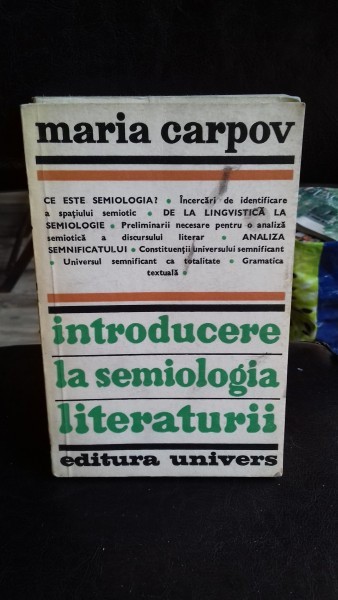 maria carpov
CE ESTE SEMIOLOGIA? • Încercări de identificare
a spațiului semiotic • DE LA LINGVISTICĂ LA
SEMIOLOGIE • Preliminarii necesare pentru o analiză
semiotică a discursului literar • ANALIZA
SEMNIFICATULUI • Constituenții universului semnificant
• Universul semnificant ca totalitate • Gramatica
textuală •
introducere
la semiologia
literaturii
editura univers